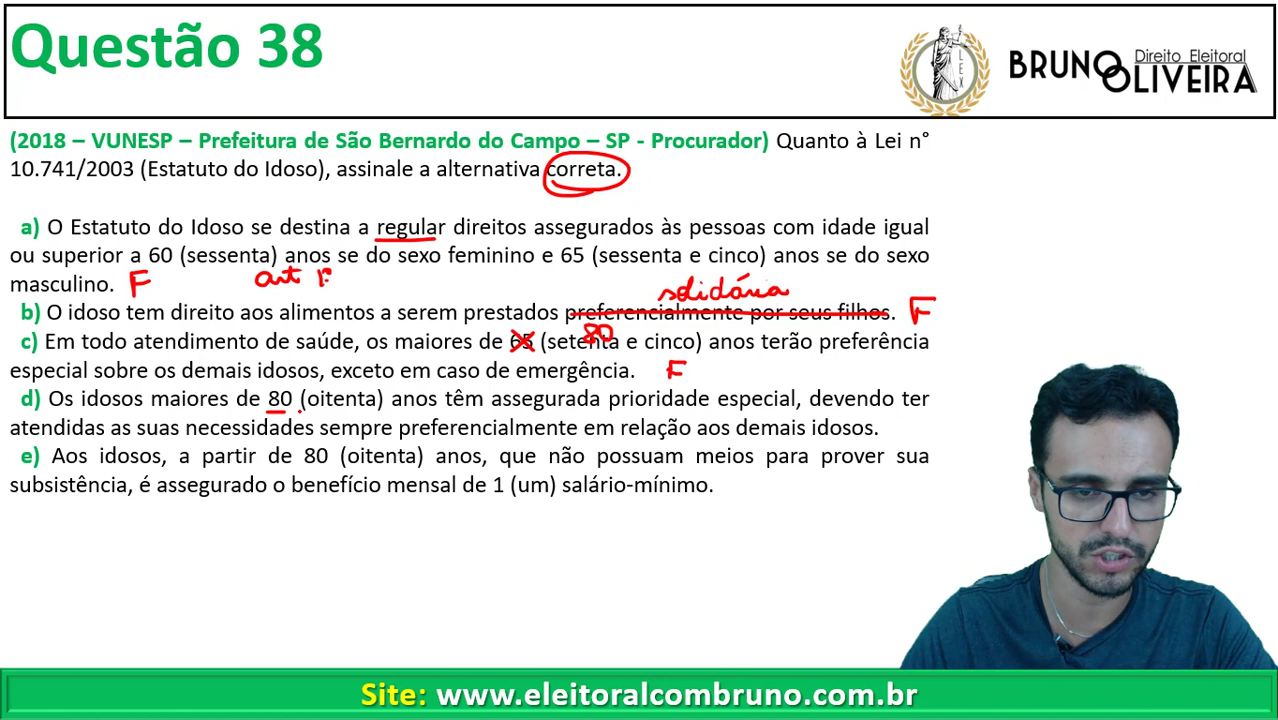 Questão 38
BRUNO OLIVEIRA
Direito Eleitoral
LEX
(2018 – VUNESP – Prefeitura de São Bernardo do Campo – SP - Procurador) Quanto à Lei n°
10.741/2003 (Estatuto do Idoso), assinale a alternativa correta.
a) O Estatuto do Idoso se destina a regular direitos assegurados às pessoas com idade igual
ou superior a 60 (sessenta) anos se do sexo feminino e 65 (sessenta e cinco) anos se do sexo
masculino. F art 1º
solidária
b) O idoso tem direito aos alimentos a serem prestados preferencialmente por seus filhos. F
80
c) Em todo atendimento de saúde, os maiores de 65 (setenta e cinco) anos terão preferência
especial sobre os demais idosos, exceto em caso de emergência. F
d) Os idosos maiores de 80 (oitenta) anos têm assegurada prioridade especial, devendo ter
atendidas as suas necessidades sempre preferencialmente em relação aos demais idosos.
e) Aos idosos, a partir de 80 (oitenta) anos, que não possuam meios para prover sua
subsistência, é assegurado o benefício mensal de 1 (um) salário-mínimo.
Site: www.eleitoralcombruno.com.br